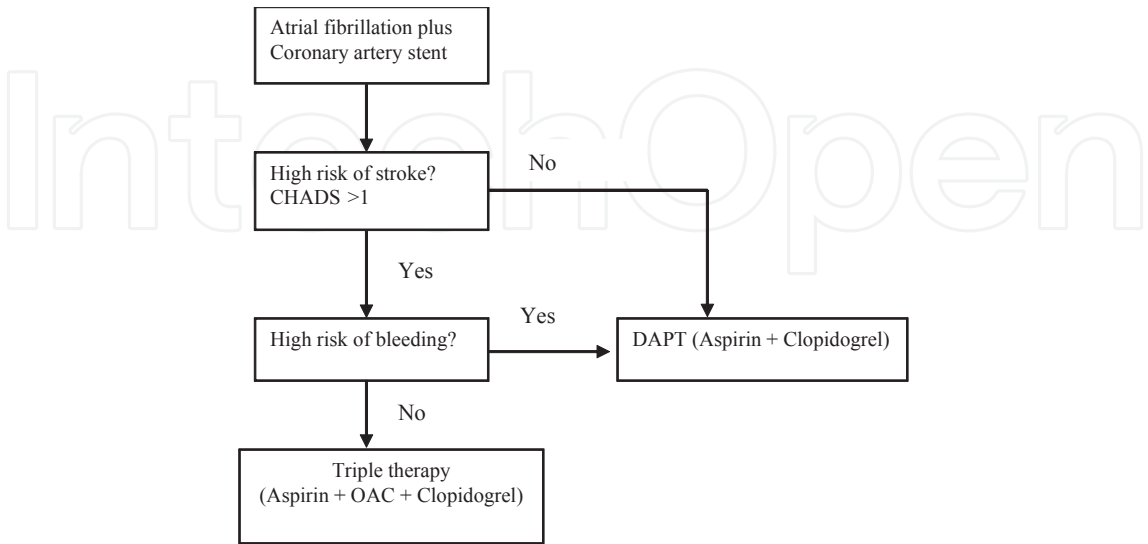 Atrial fibrillation plus
Coronary artery stent
IntechOpen
High risk of stroke?
CHADS >1
No
Yes
High risk of bleeding?
Yes
DAPT (Aspirin + Clopidogrel)
No
Triple therapy
(Aspirin + OAC + Clopidogrel)